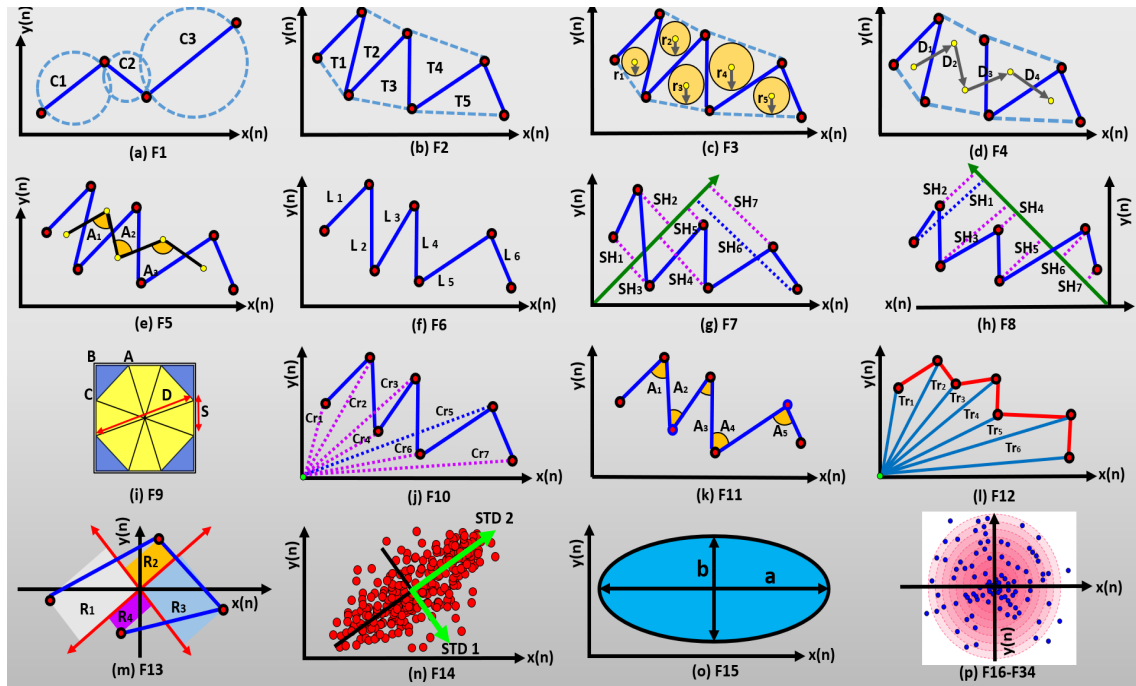 y(n)
C1
C2
C3
x(n)
(a) F1
y(n)
T1
T2
T3
T4
T5
x(n)
(b) F2
y(n)
r1
r2
r3
r4
r5
x(n)
(c) F3
y(n)
D1
D2
D3
D4
x(n)
(d) F4
y(n)
A1
A2
A3
x(n)
(e) F5
y(n)
L 1
L 2
L 3
L 4
L 5
L 6
x(n)
(f) F6
y(n)
SH1
SH2
SH3
SH4
SH5
SH6
SH7
x(n)
(g) F7
y(n)
SH2
SH1
SH3
SH4
SH5
SH6
SH7
x(n)
(h) F8
B
A
C
D
S
(i) F9
y(n)
Cr1
Cr2
Cr3
Cr4
Cr5
Cr6
Cr7
x(n)
(j) F10
y(n)
A1
A2
A3
A4
A5
x(n)
(k) F11
y(n)
Tr1
Tr2
Tr3
Tr4
Tr5
Tr6
x(n)
(l) F12
y(n)
R1
R2
R3
R4
x(n)
(m) F13
y(n)
STD 2
STD 1
x(n)
(n) F14
y(n)
b
a
x(n)
(o) F15
x(n)
y(n)
(p) F16-F34